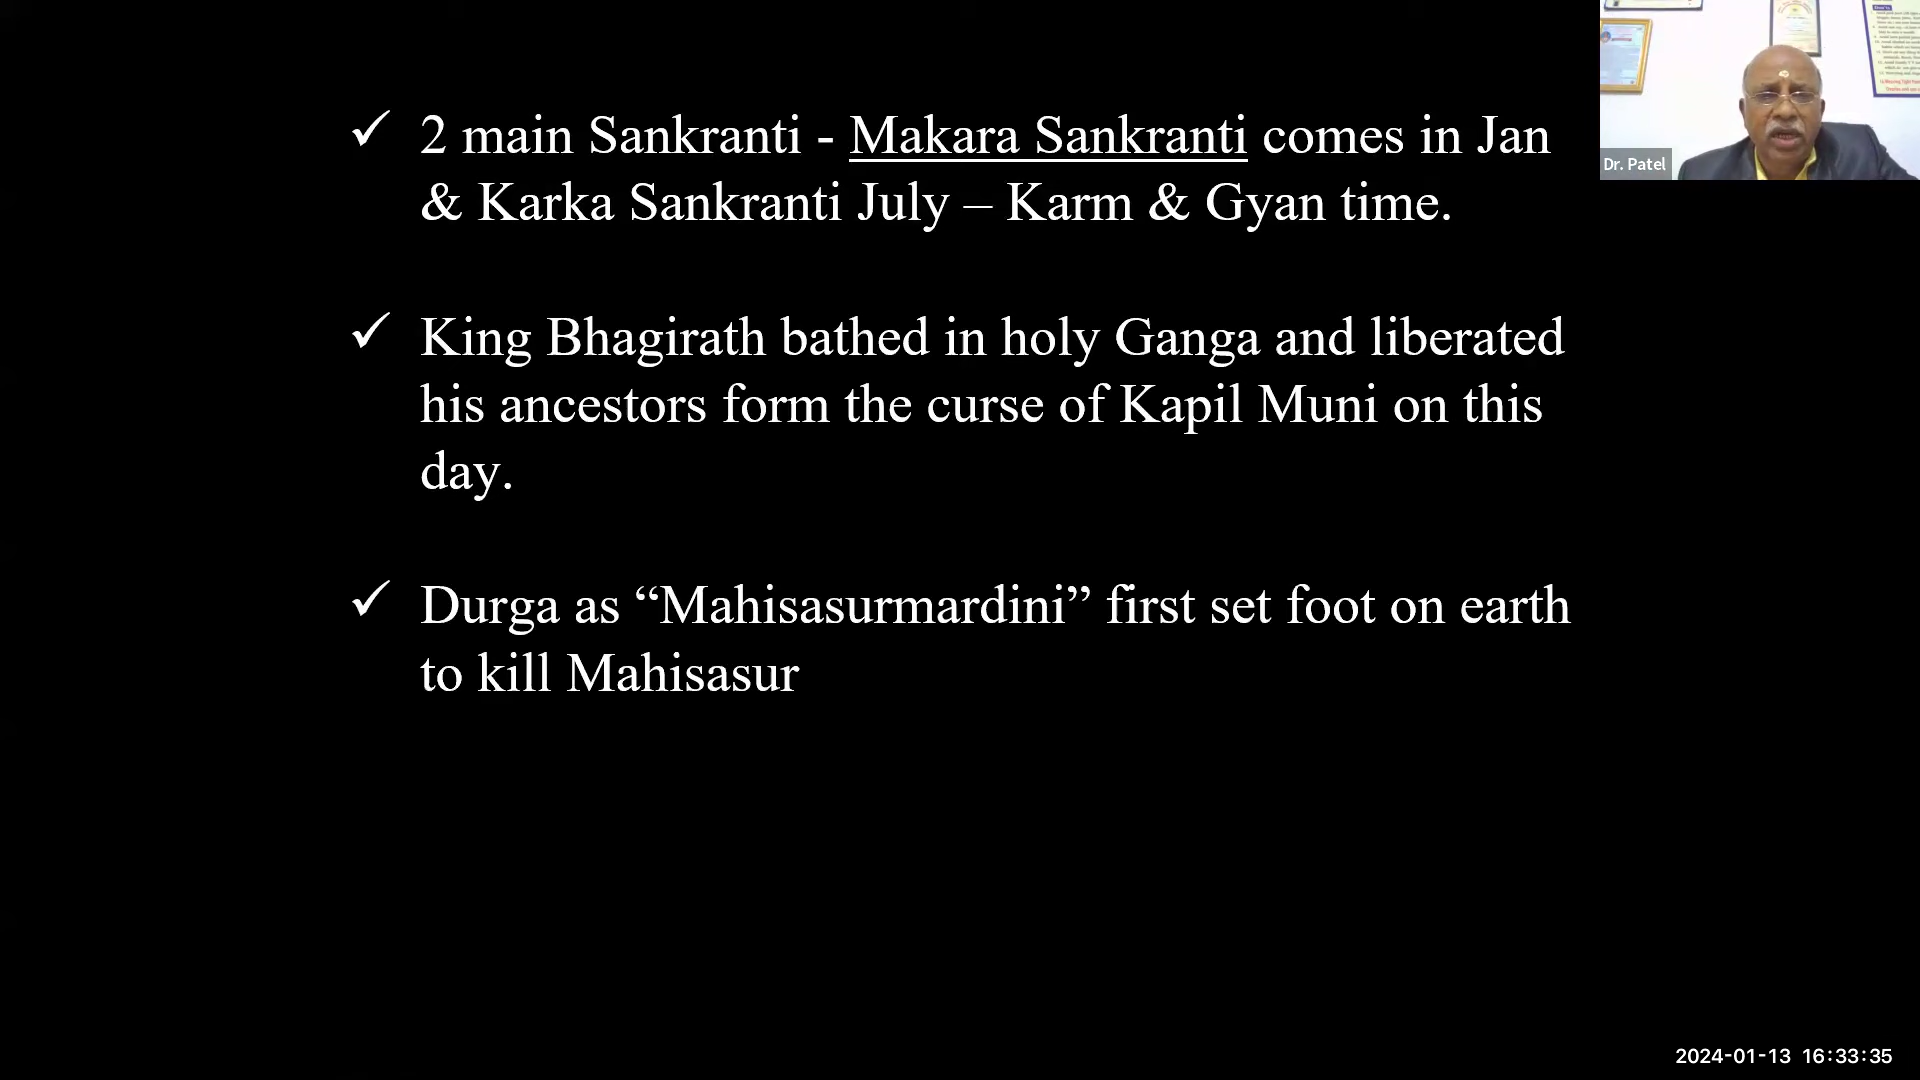 ✓ 2 main Sankranti - Makara Sankranti comes in Jan
& Karka Sankranti July – Karm & Gyan time.
✓ King Bhagirath bathed in holy Ganga and liberated
his ancestors form the curse of Kapil Muni on this
day.
✓ Durga as “Mahisasurmardini” first set foot on earth
to kill Mahisasur
Dr. Patel
2024-01-13 16:33:35